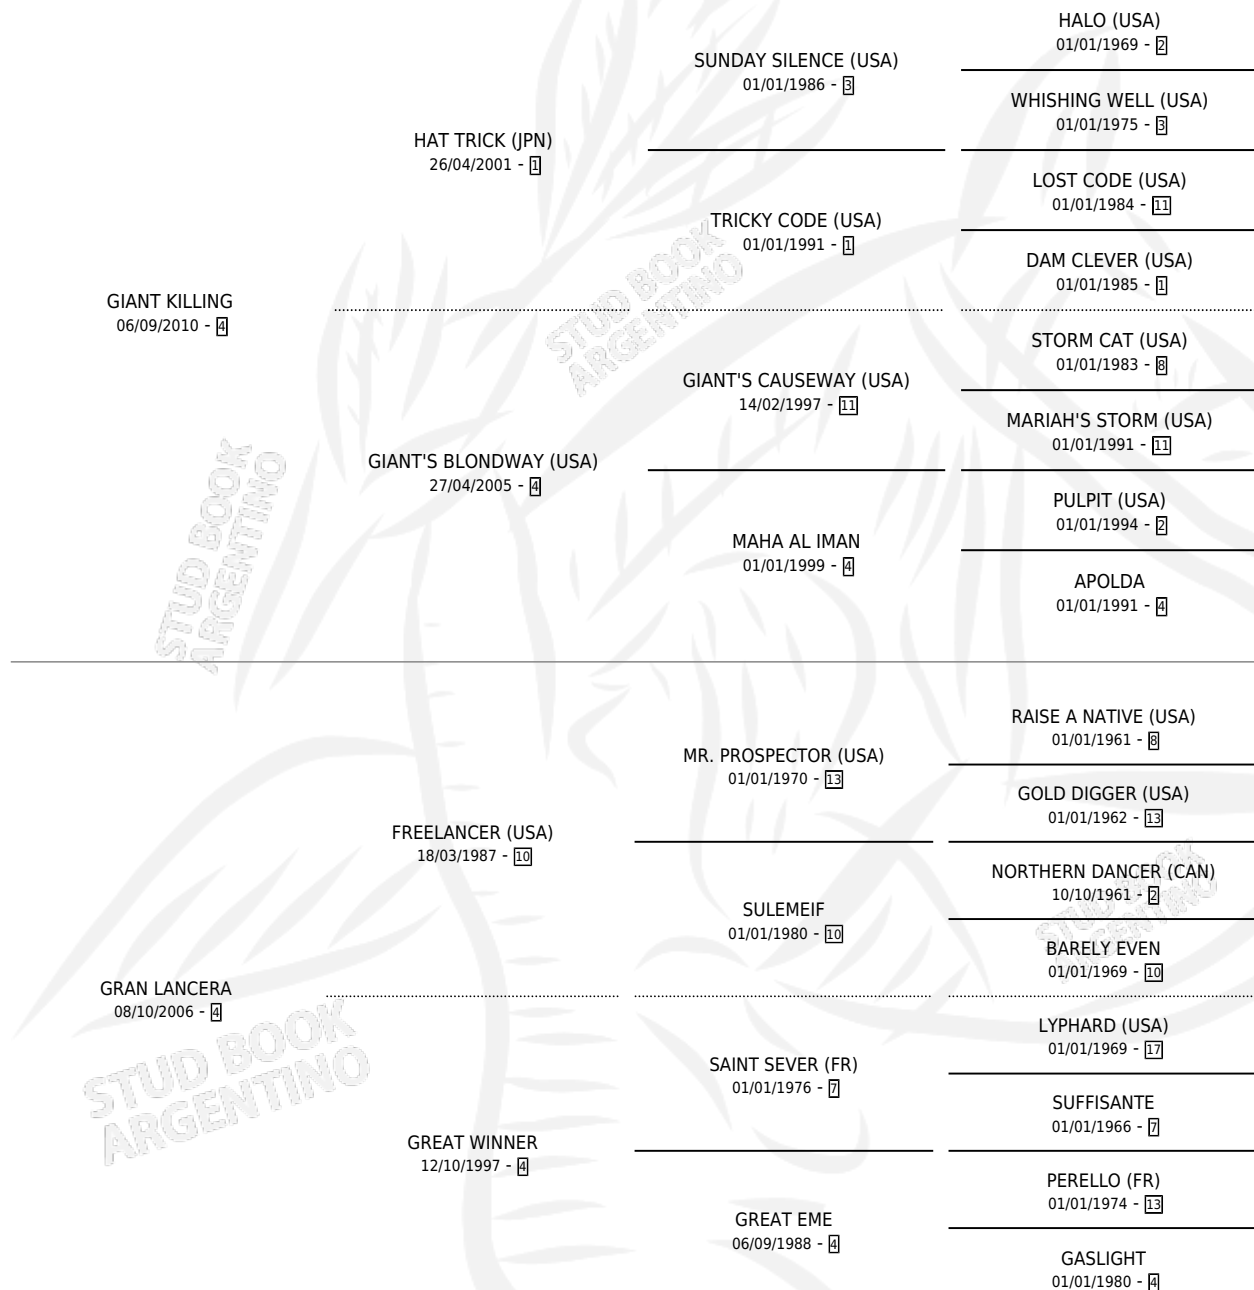 HALO (USA)
01/01/1969 - 2
SUNDAY SILENCE (USA)
01/01/1986 - 3
WHISHING WELL (USA)
01/01/1975 - 3
HAT TRICK (JPN)
26/04/2001 - 1
LOST CODE (USA)
01/01/1984 - 11
TRICKY CODE (USA)
01/01/1991 - 1
DAM CLEVER (USA)
01/01/1985 - 1
GIANT KILLING
06/09/2010 - 4
STUD BOOK
ARGENTINO
STORM CAT (USA)
01/01/1983 - 8
GIANT'S CAUSEWAY (USA)
14/02/1997 - 11
MARIAH'S STORM (USA)
01/01/1991 - 11
GIANT'S BLONDWAY (USA)
27/04/2005 - 4
PULPIT (USA)
01/01/1994 - 2
MAHA AL IMAN
01/01/1999 - 4
APOLDA
01/01/1991 - 4
STUD BOOK
ARGENTINO
RAISE A NATIVE (USA)
01/01/1961 - 8
MR. PROSPECTOR (USA)
01/01/1970 - 13
GOLD DIGGER (USA)
01/01/1962 - 13
FREELANCER (USA)
18/03/1987 - 10
NORTHERN DANCER (CAN)
10/10/1961 - 2
SULEMEIF
01/01/1980 - 10
BARELY EVEN
01/01/1969 - 10
STUD BOOK
ARGENTINO
GRAN LANCERA
08/10/2006 - 4
LYPHARD (USA)
01/01/1969 - 17
SAINT SEVER (FR)
01/01/1976 - 7
SUFFISANTE
01/01/1966 - 7
STUD BOOK
ARGENTINO
GREAT WINNER
12/10/1997 - 4
PERELLO (FR)
01/01/1974 - 13
GREAT EME
06/09/1988 - 4
GASLIGHT
01/01/1980 - 4